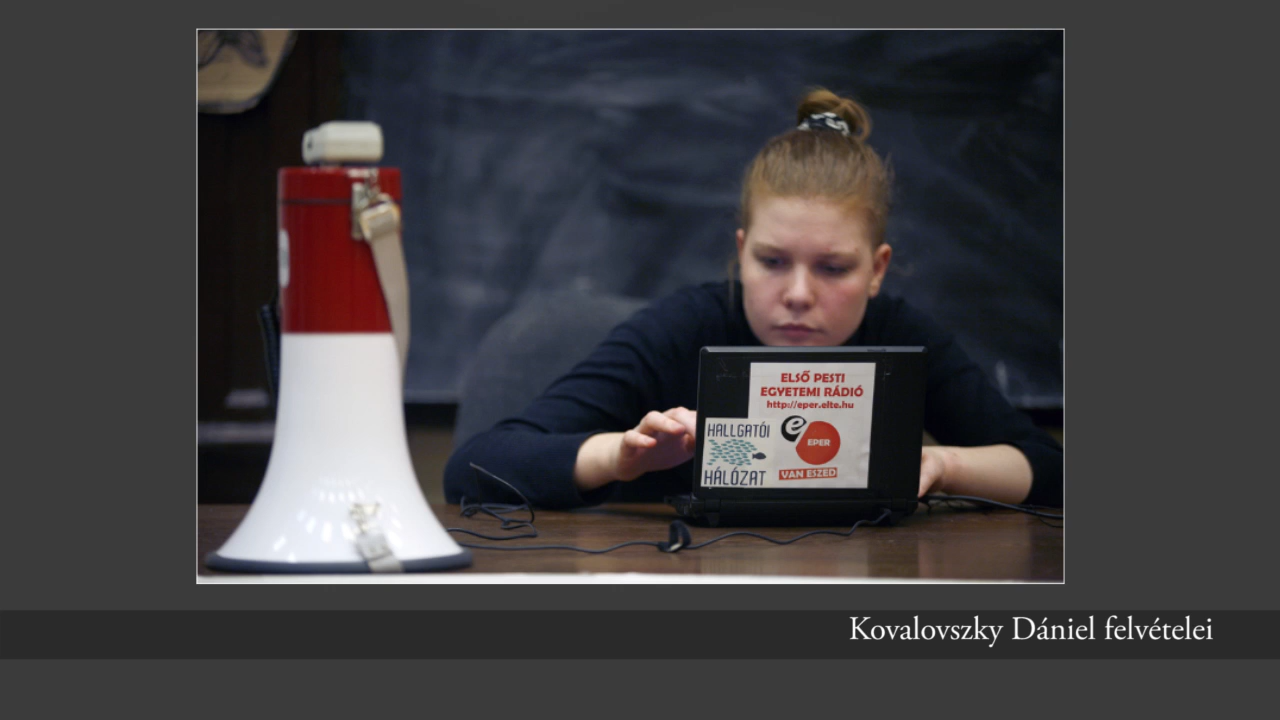 ELSŐ PESTI
EGYETEMI RÁDIÓ
http://eper.elte.hu
e
EPER
VAN ESZED
HALLGATÓI
HÁLÓZAT
Kovalovszky Dániel felvételei